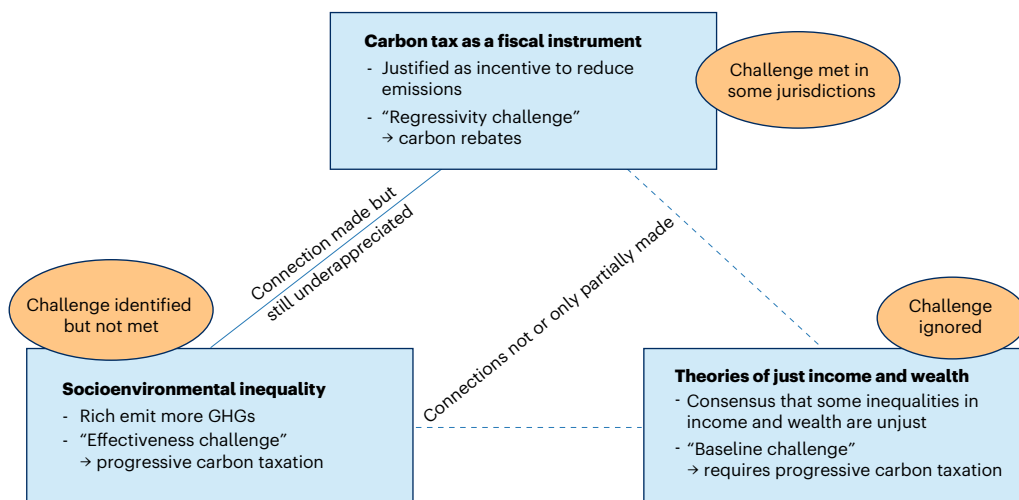 Carbon tax as a fiscal instrument
- Justified as incentive to reduce
emissions
- “Regressivity challenge”
→ carbon rebates
Challenge met in
some jurisdictions
Connection made but
still underappreciated
Connections not or only partially made
Challenge identified
but not met
Socioenvironmental inequality
- Rich emit more GHGs
- “Effectiveness challenge”
→ progressive carbon taxation
Challenge
ignored
Theories of just income and wealth
- Consensus that some inequalities in
income and wealth are unjust
- “Baseline challenge”
→ requires progressive carbon taxation